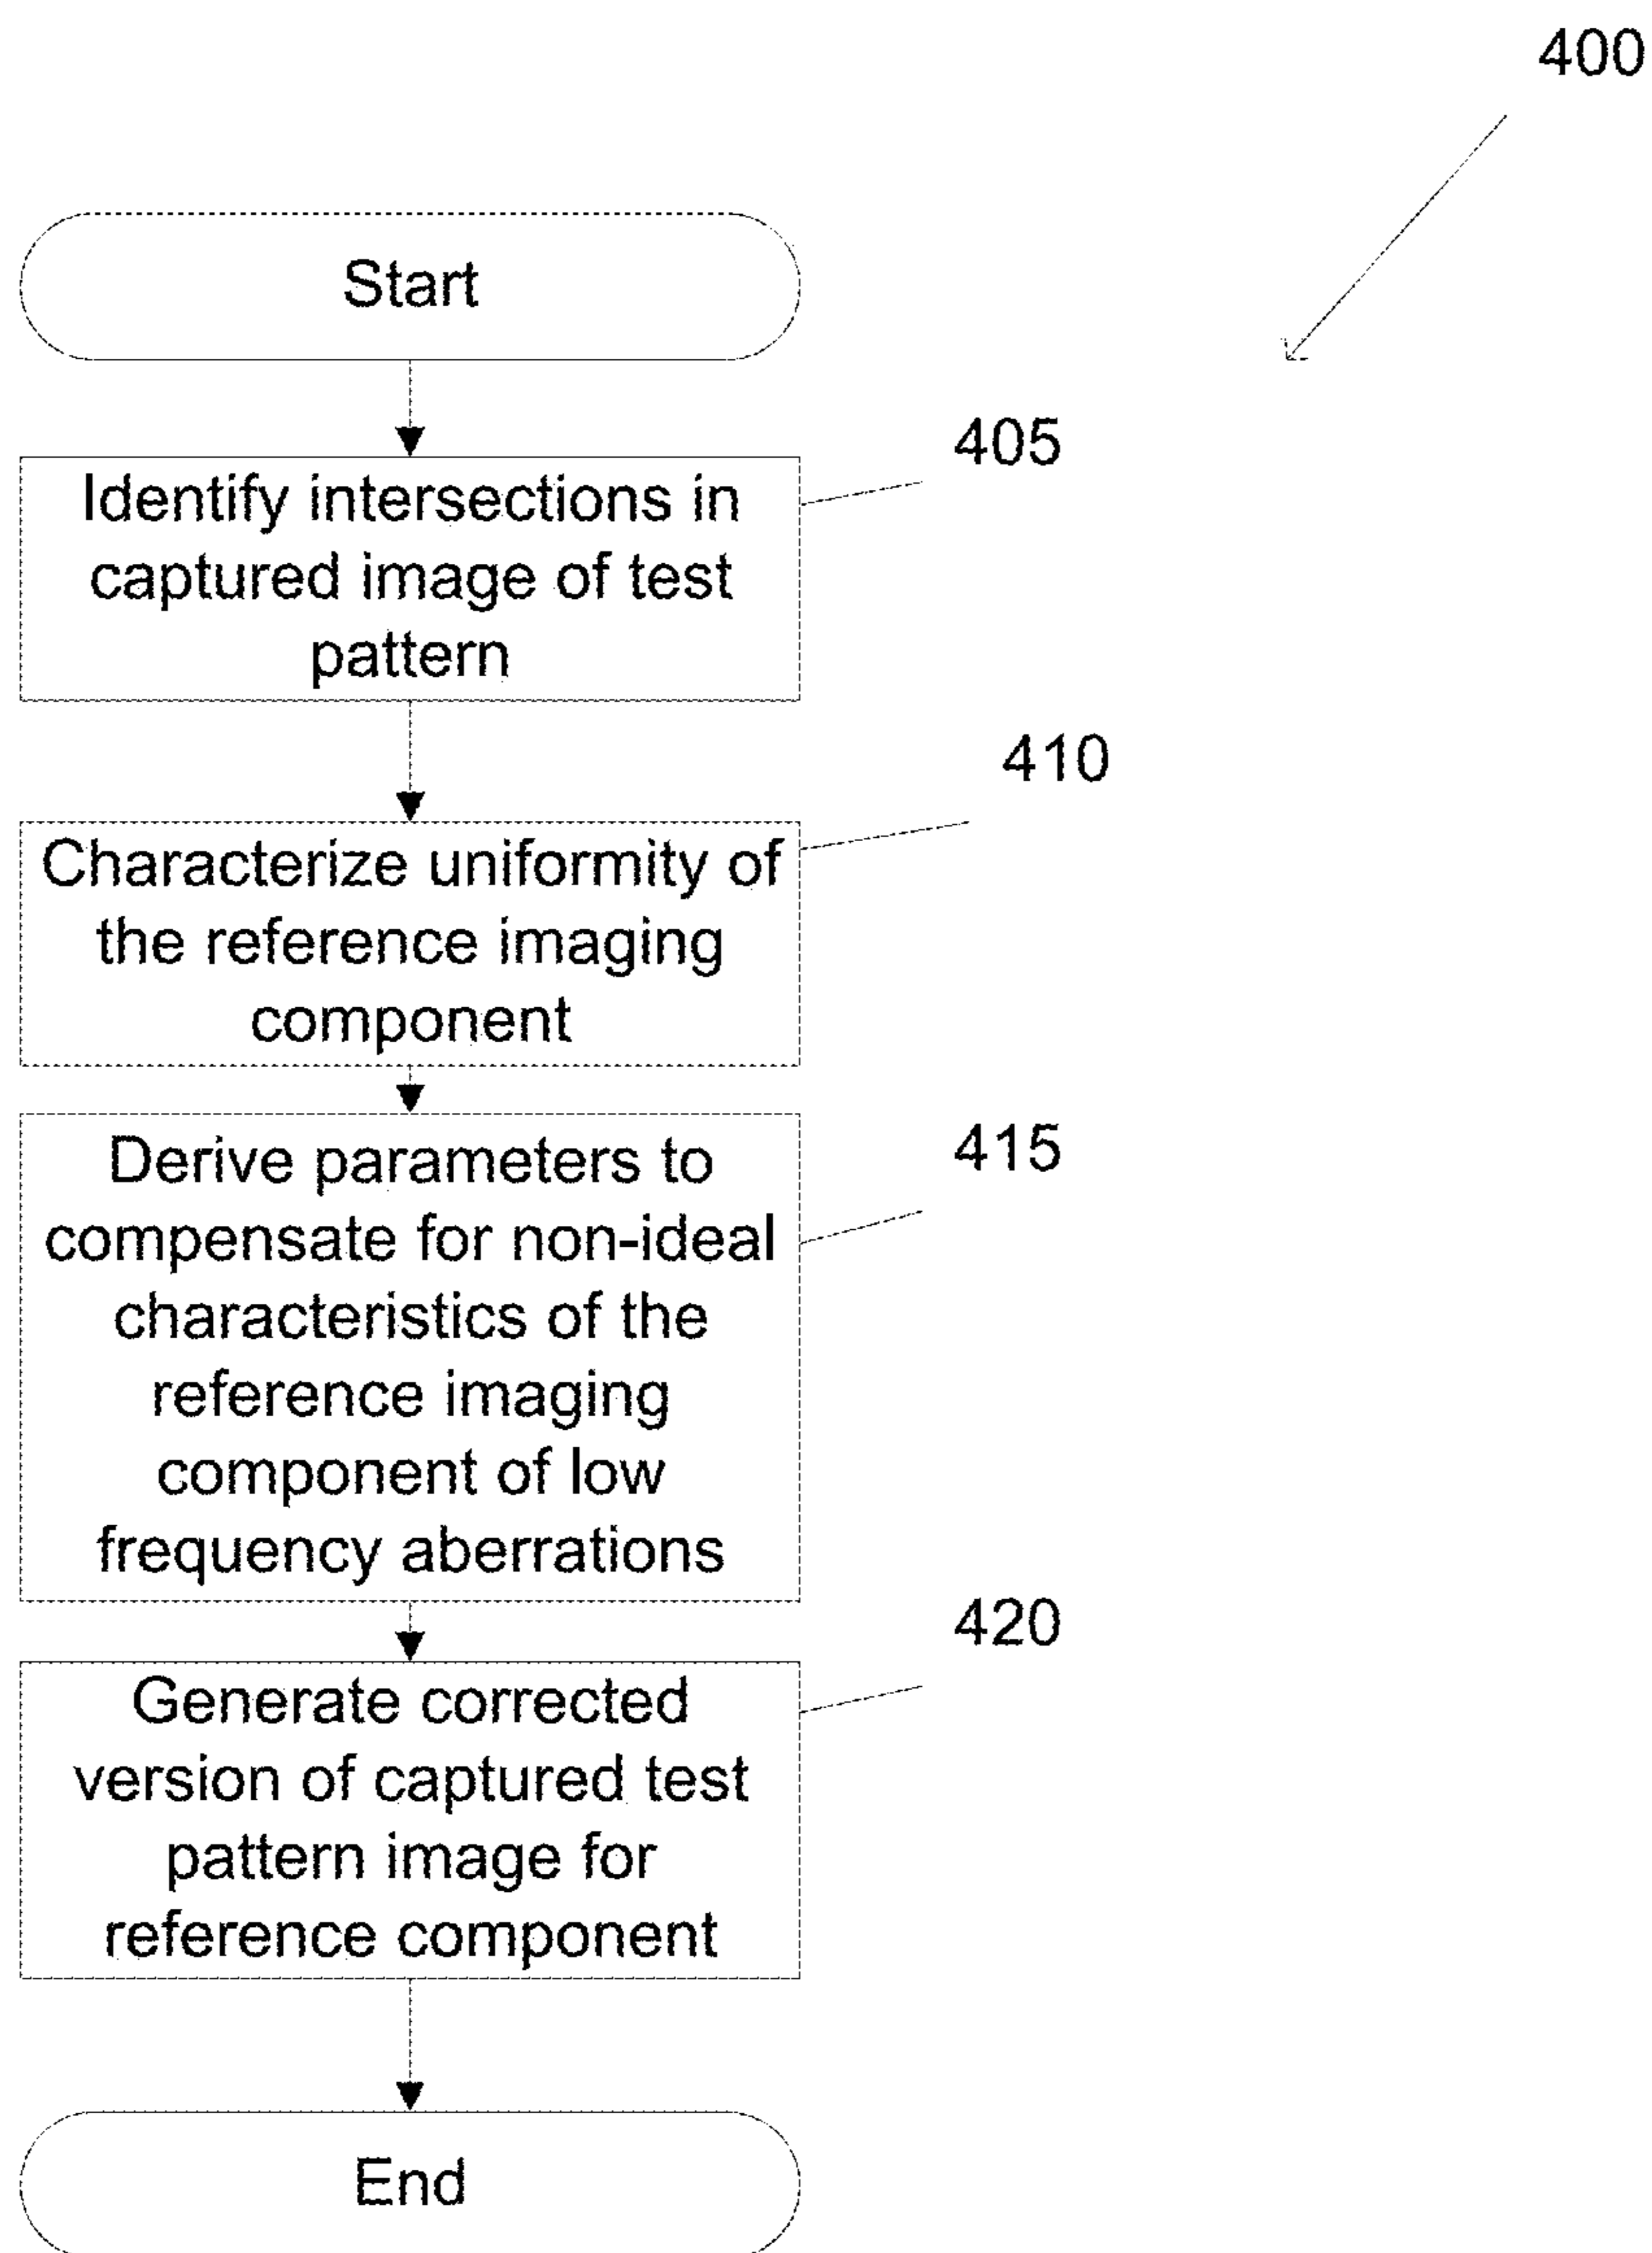 400
Start
405
Identify intersections in
captured image of test
pattern
410
Characterize uniformity of
the reference imaging
component
415
Derive parameters to
compensate for non-ideal
characteristics of the
reference imaging
component of low
frequency aberrations
420
Generate corrected
version of captured test
pattern image for
reference component
End